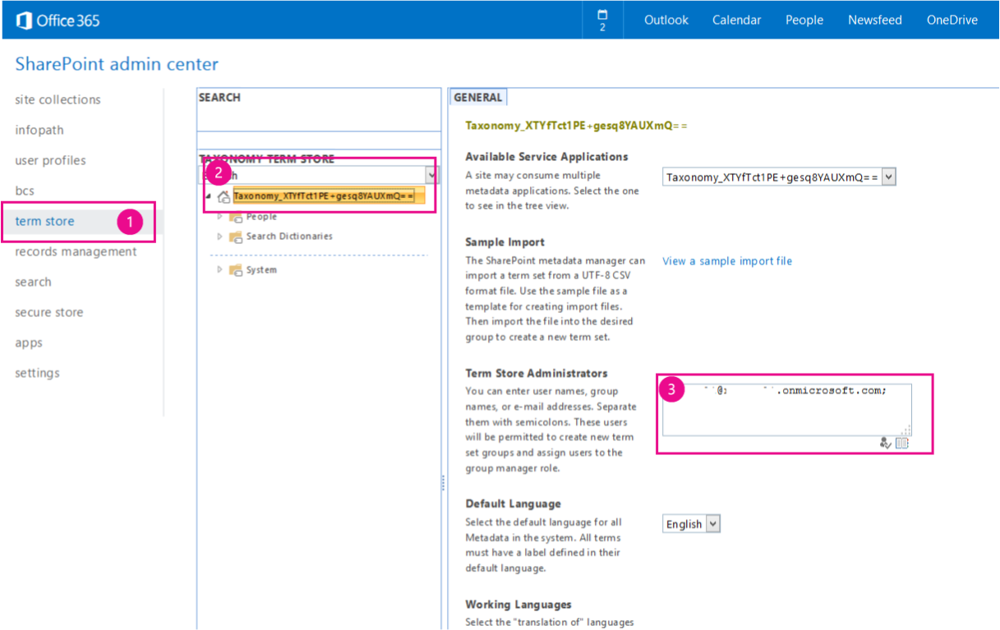 Office 365
2
Outlook
Calendar
People
Newsfeed
OneDrive
SharePoint admin center
site collections
infopath
user profiles
bcs
term store
1
records management
search
secure store
apps
settings
SEARCH
TAXONOMY TERM STORE
2
Taxonomy_XTYfTct1PE+gesq8YAUXmQ==
People
Search Dictionaries
System
GENERAL
Taxonomy_XTYfTct1PE+gesq8YAUXmQ==
Available Service Applications
A site may consume multiple
metadata applications. Select the one
to see in the tree view.
Taxonomy_XTYfTct1PE+gesq8YAUXmQ==
Sample Import
The SharePoint metadata manager can
import a term set from a UTF-8 CSV
format file. Use the sample file as a
template for creating import files.
Then import the file into the desired
group to create a new term set.
View a sample import file
Term Store Administrators
You can enter user names, group
names, or e-mail addresses. Separate
them with semicolons. These users
will be permitted to create new term
set groups and assign users to the
group manager role.
3
.onmicrosoft.com;
Default Language
Select the default language for all
Metadata in the system. All terms
must have a label defined in their
default language.
English
Working Languages
Select the "translation of" languages